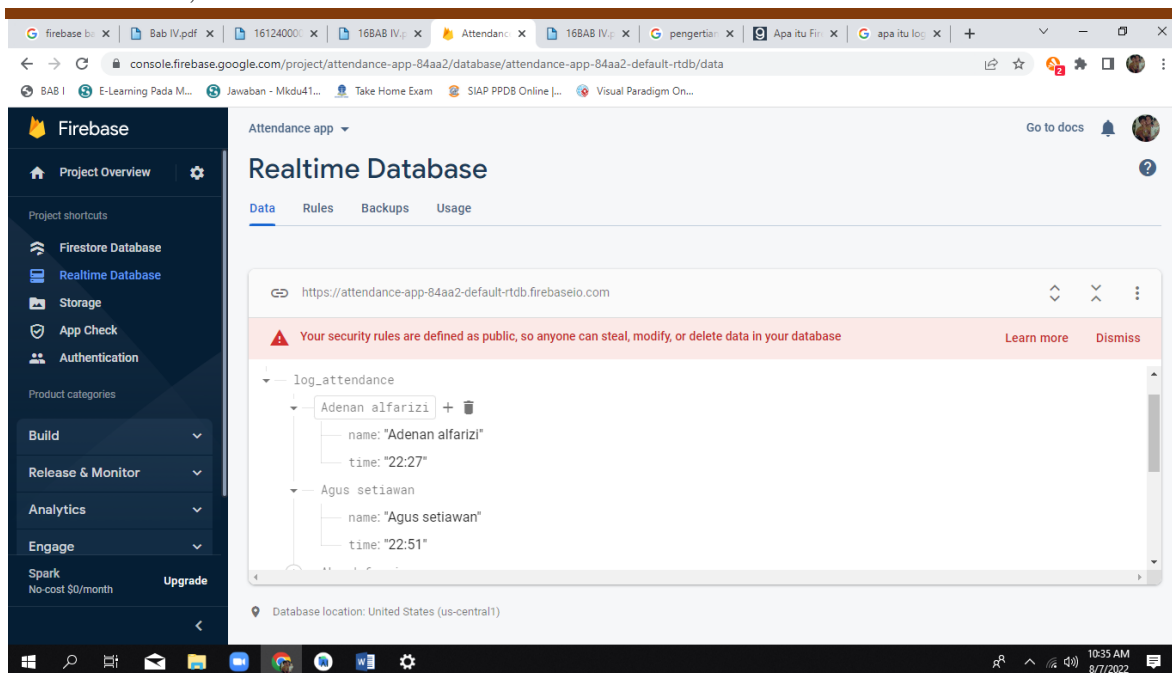 firebase ba
Bab IV.pdf
16124000
16BAB IV.p
Attendanc
16BAB IV.p
pengertian
Apa itu Fir
apa itu log
console.firebase.google.com/project/attendance-app-84aa2/database/attendance-app-84aa2-default-rtdb/data
2
BAB I
E-Learning Pada M...
Jawaban - Mkdu41...
Take Home Exam
SIAP PPDB Online |...
Visual Paradigm On...
Firebase
Project Overview
Project shortcuts
Firestore Database
Realtime Database
Storage
App Check
Authentication
Product categories
Build
Release & Monitor
Analytics
Engage
Spark
No-cost $0/month
Upgrade
Attendance app
Go to docs
Realtime Database
Data Rules Backups Usage
https://attendance-app-84aa2-default-rtdb.firebaseio.com
Your security rules are defined as public, so anyone can steal, modify, or delete data in your database
Learn more Dismiss
log_attendance
Adenan alfarizi
name: "Adenan alfarizi"
time: "22:27"
Agus setiawan
name: "Agus setiawan"
time: "22:51"
Database location: United States (us-central1)
10:35 AM
8/7/2022